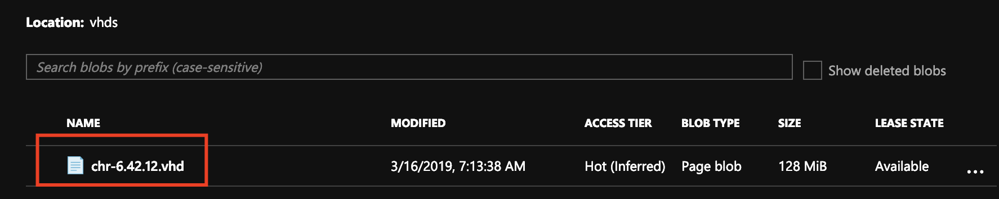 Location: vhds
Search blobs by prefix (case-sensitive)
Show deleted blobs
NAME MODIFIED ACCESS TIER BLOB TYPE SIZE LEASE STATE
chr-6.42.12.vhd 3/16/2019, 7:13:38 AM Hot (Inferred) Page blob 128 MiB Available ...